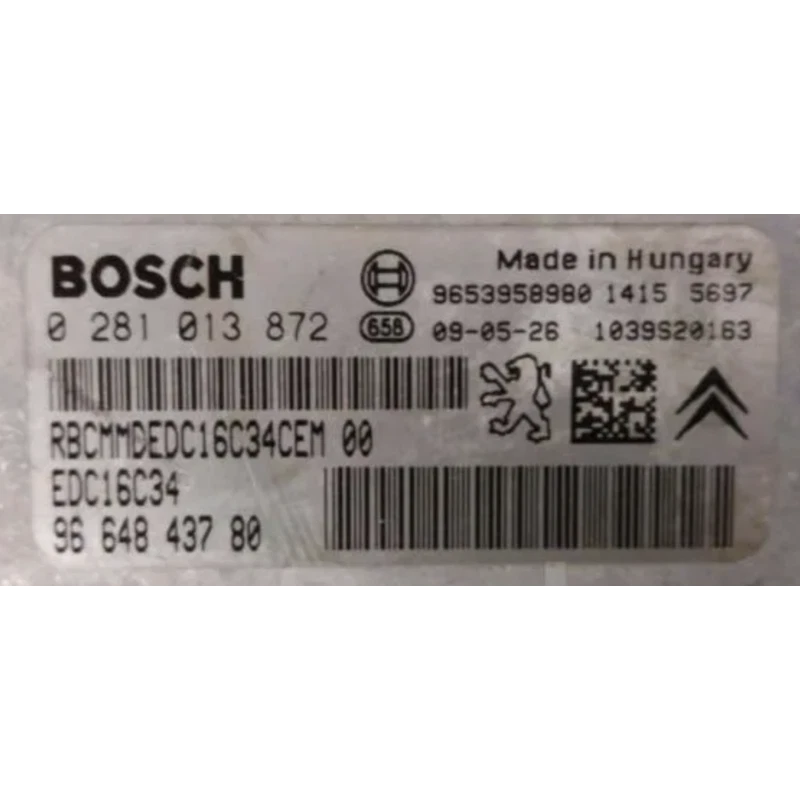 BOSCH
Made in Hungary
9653958980 1415 5697
0 281 013 872
658
09-05-26 1039S20163
RBCMMDEDC16C34CEM 00
EDC16C34
96 648 437 80